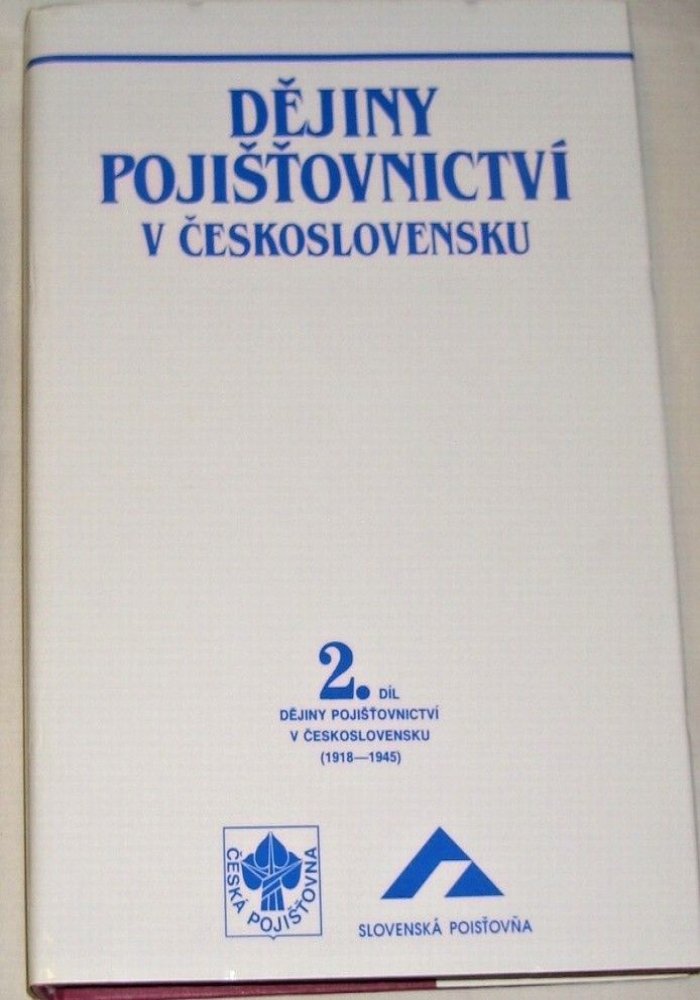 DĚJINY
POJIŠŤOVNICTVÍ
V ČESKOSLOVENSKU
2. DÍL
DĚJINY POJIŠŤOVNICTVÍ
V ČESKOSLOVENSKU
(1918—1945)
ČESKÁ POJIŠŤOVNA
SLOVENSKÁ POISŤOVŇA